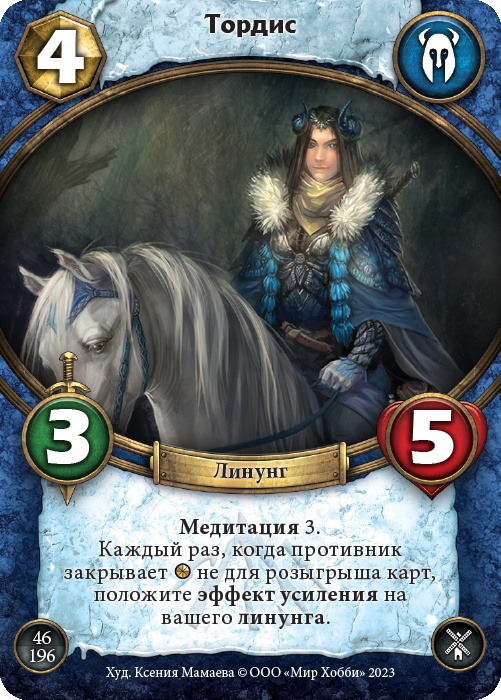 Тордис
4
3
5
Линунг
Медитация 3.
Каждый раз, когда противник
закрывает не для розыгрыша карт,
положите эффект усиления на
вашего линунга.
46
196
Худ. Ксения Мамаева © ООО «Мир Хобби» 2023